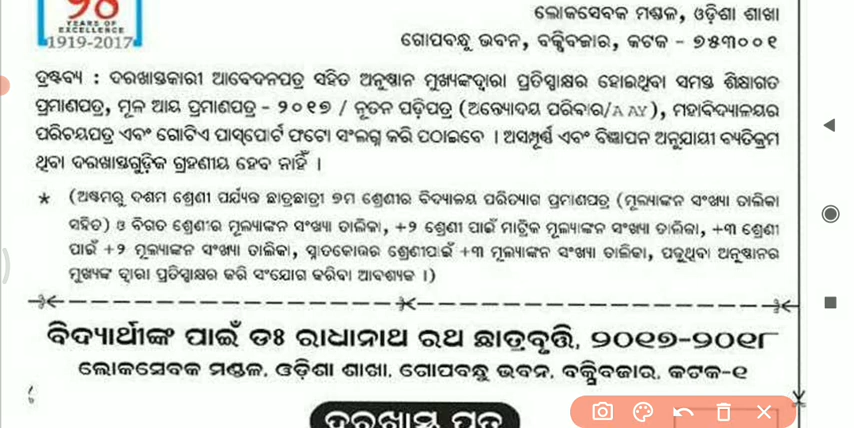 YEARS OF
EXCELLENCE
1919-2017
ଲୋକସେବକ ମଣ୍ଡଳ, ଓଡ଼ିଶା ଶାଖା
ଗୋପବନ୍ଧୁ ଭବନ, ବକ୍ସିବଜାର, କଟକ - ୭୫୩୦୦୧
ଦ୍ରଷ୍ଟବ୍ୟ : ଦରଖାସ୍ତକାରୀ ଆବେଦନପତ୍ର ସହିତ ଅନୁଷ୍ଠାନ ମୁଖ୍ୟଙ୍କଦ୍ୱାରା ପ୍ରତିସ୍ୱାକ୍ଷର ହୋଇଥିବା ସମସ୍ତ ଶିକ୍ଷାଗତ
ପ୍ରମାଣପତ୍ର, ମୂଳ ଆୟ ପ୍ରମାଣପତ୍ର - ୨୦୧୭ / ନୂତନ ପଡ଼ିପତ୍ର (ଅନ୍ତ୍ୟୋଦୟ ପରିବାର/A AY), ମହାବିଦ୍ୟାଳୟର
ପରିଚୟପତ୍ର ଏବଂ ଗୋଟିଏ ପାସ୍‌ପୋର୍ଟ ଫଟୋ ସଂଲଗ୍ନ କରି ପଠାଇବେ । ଅସମ୍ପୂର୍ଣ୍ଣ ଏବଂ ବିଜ୍ଞାପନ ଅନୁଯାୟୀ ବ୍ୟତିକ୍ରମ
ଥିବା ଦରଖାସ୍ତଗୁଡ଼ିକ ଗ୍ରହଣୀୟ ହେବ ନାହିଁ ।
* (ଅଷ୍ଟମରୁ ଦଶମ ଶ୍ରେଣୀ ପର୍ଯ୍ୟନ୍ତ ଛାତ୍ରଛାତ୍ରୀ ୭ମ ଶ୍ରେଣୀର ବିଦ୍ୟାଳୟ ପରିତ୍ୟାଗ ପ୍ରମାଣପତ୍ର (ମୂଲ୍ୟାଙ୍କନ ସଂଖ୍ୟା ତାଲିକା
ସହିତ) ଓ ବିଗତ ଶ୍ରେଣୀର ମୂଲ୍ୟାଙ୍କନ ସଂଖ୍ୟା ତାଲିକା, +୨ ଶ୍ରେଣୀ ପାଇଁ ମାଟ୍ରିକ ମୂଲ୍ୟାଙ୍କନ ସଂଖ୍ୟା ତାଲିକା, +୩ ଶ୍ରେଣୀ
ପାଇଁ +୨ ମୂଲ୍ୟାଙ୍କନ ସଂଖ୍ୟା ତାଲିକା, ସ୍ନାତକୋତ୍ତର ଶ୍ରେଣୀପାଇଁ +୩ ମୂଲ୍ୟାଙ୍କନ ସଂଖ୍ୟା ତାଲିକା, ପଢୁଥିବା ଅନୁଷ୍ଠାନର
ମୁଖ୍ୟଙ୍କ ଦ୍ୱାରା ପ୍ରତିସ୍ୱାକ୍ଷର କରି ସଂଯୋଗ କରିବା ଆବଶ୍ୟକ ।)
ବିଦ୍ୟାର୍ଥୀଙ୍କ ପାଇଁ ଡଃ ରାଧାନାଥ ରଥ ଛାତ୍ରବୃତ୍ତି, ୨୦୧୭-୨୦୧୮
ଲୋକସେବକ ମଣ୍ଡଳ, ଓଡ଼ିଶା ଶାଖା, ଗୋପବନ୍ଧୁ ଭବନ, ବକ୍ସିବଜାର, କଟକ-୧
ଦରଖାସ୍ତ ପତ୍ର